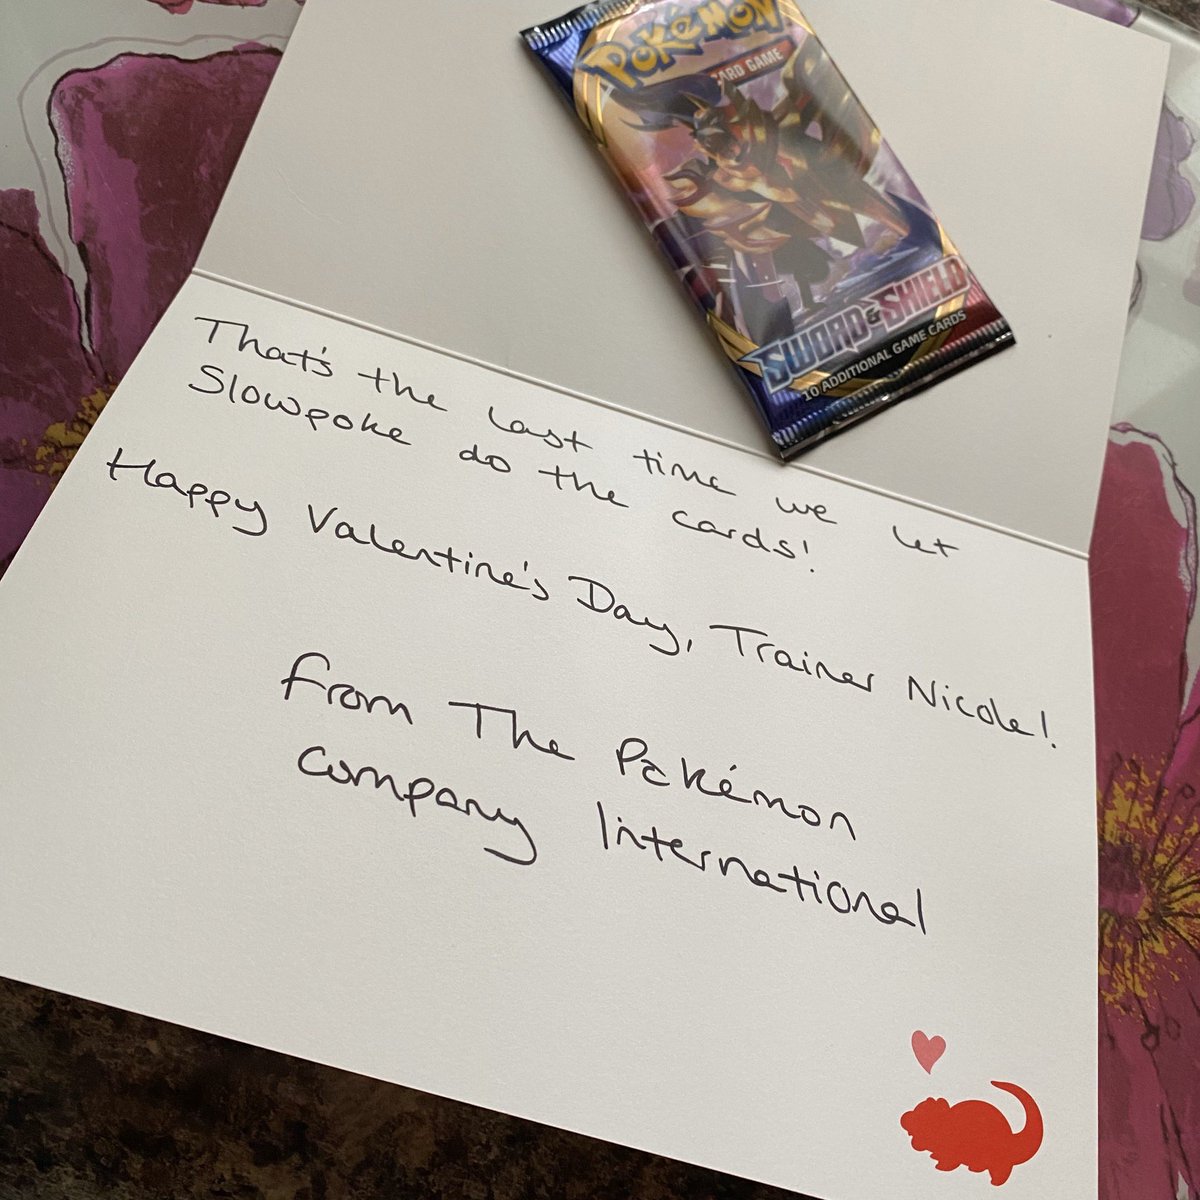 Pokémon
CARD GAME
SWORD & SHIELD
10 ADDITIONAL GAME CARDS
That's the last time we let
Slowpoke do the cards!
Happy Valentine's Day, Trainer Nicole!
from The Pokémon
Company International